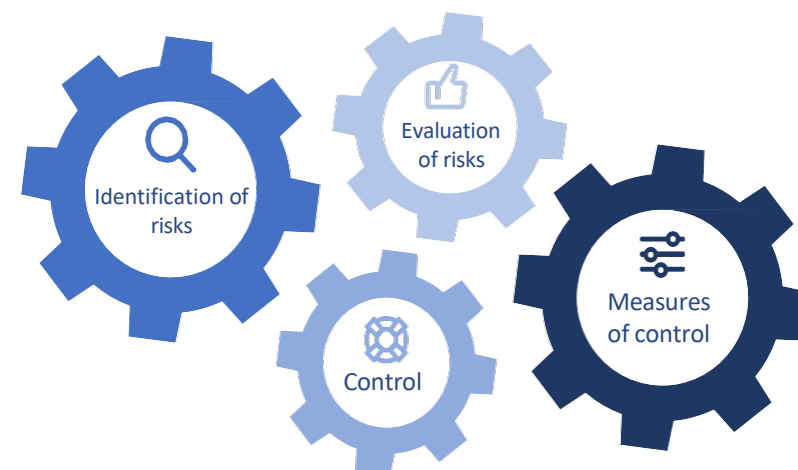 Identification of
risks
Evaluation
of risks
Control
Measures
of control